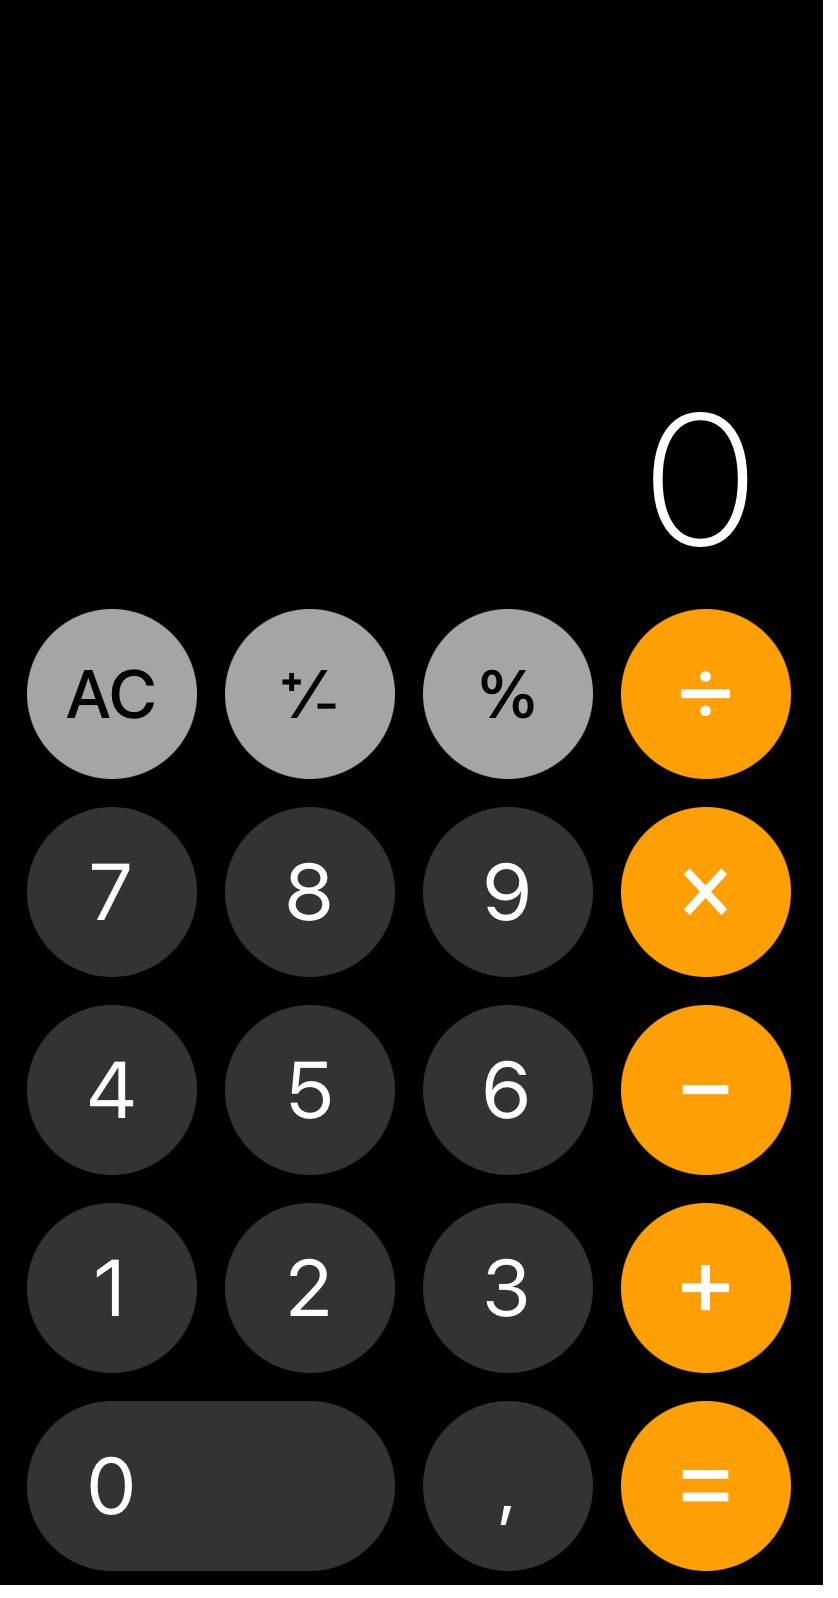 0
AC ⁺∕₋ % ÷
7 8 9 ×
4 5 6 −
1 2 3 +
0 , =